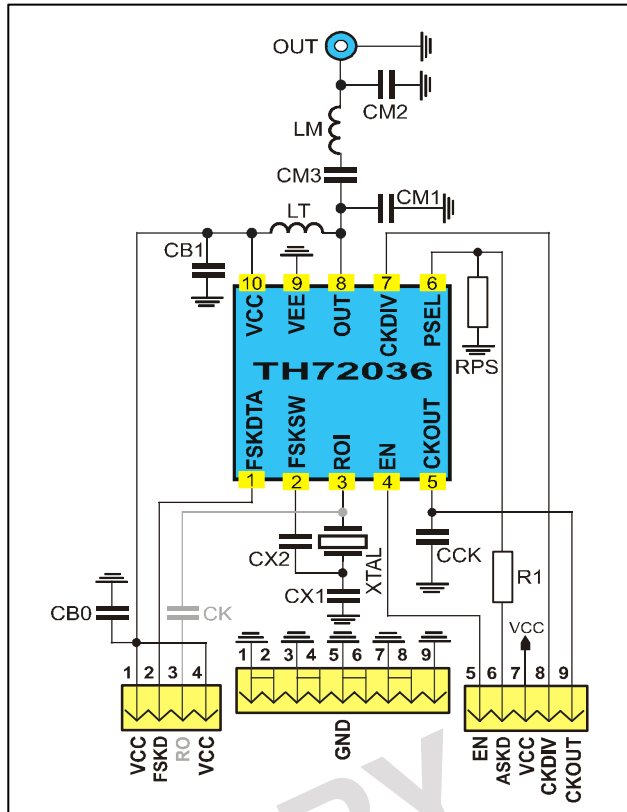 OUT
CM2
LM
CM3
CM1
LT
CB1
10 9 8 7 6
VCC VEE OUT CKDIV PSEL
RPS
TH72036
FSKDTA FSKSW ROI EN CKOUT
1 2 3 4 5
CX2
XTAL
CCK
R1
CX1
CB0
CK
VCC
1 2 3 4
1 2 3 4 5 6 7 8 9
5 6 7 8 9
VCC FSKD RO VCC
GND
EN ASKD VCC CKDIV CKOUT